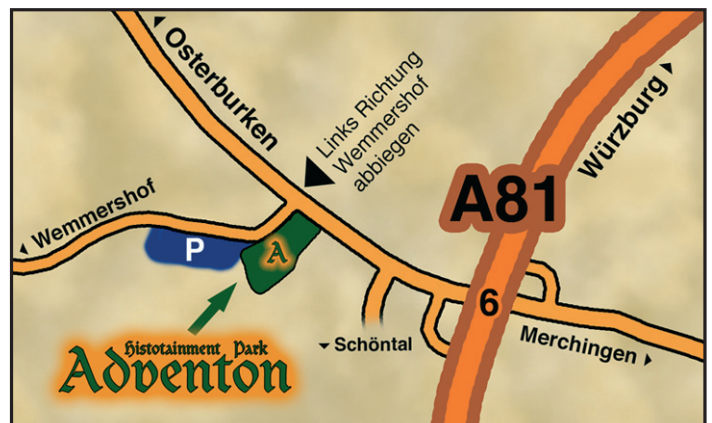 Osterburken
Links Richtung
Wemmershof
abbiegen
Würzburg
A81
Wemmershof
P
A
6
Histotainment Park
Adventon
Schöntal
Merchingen